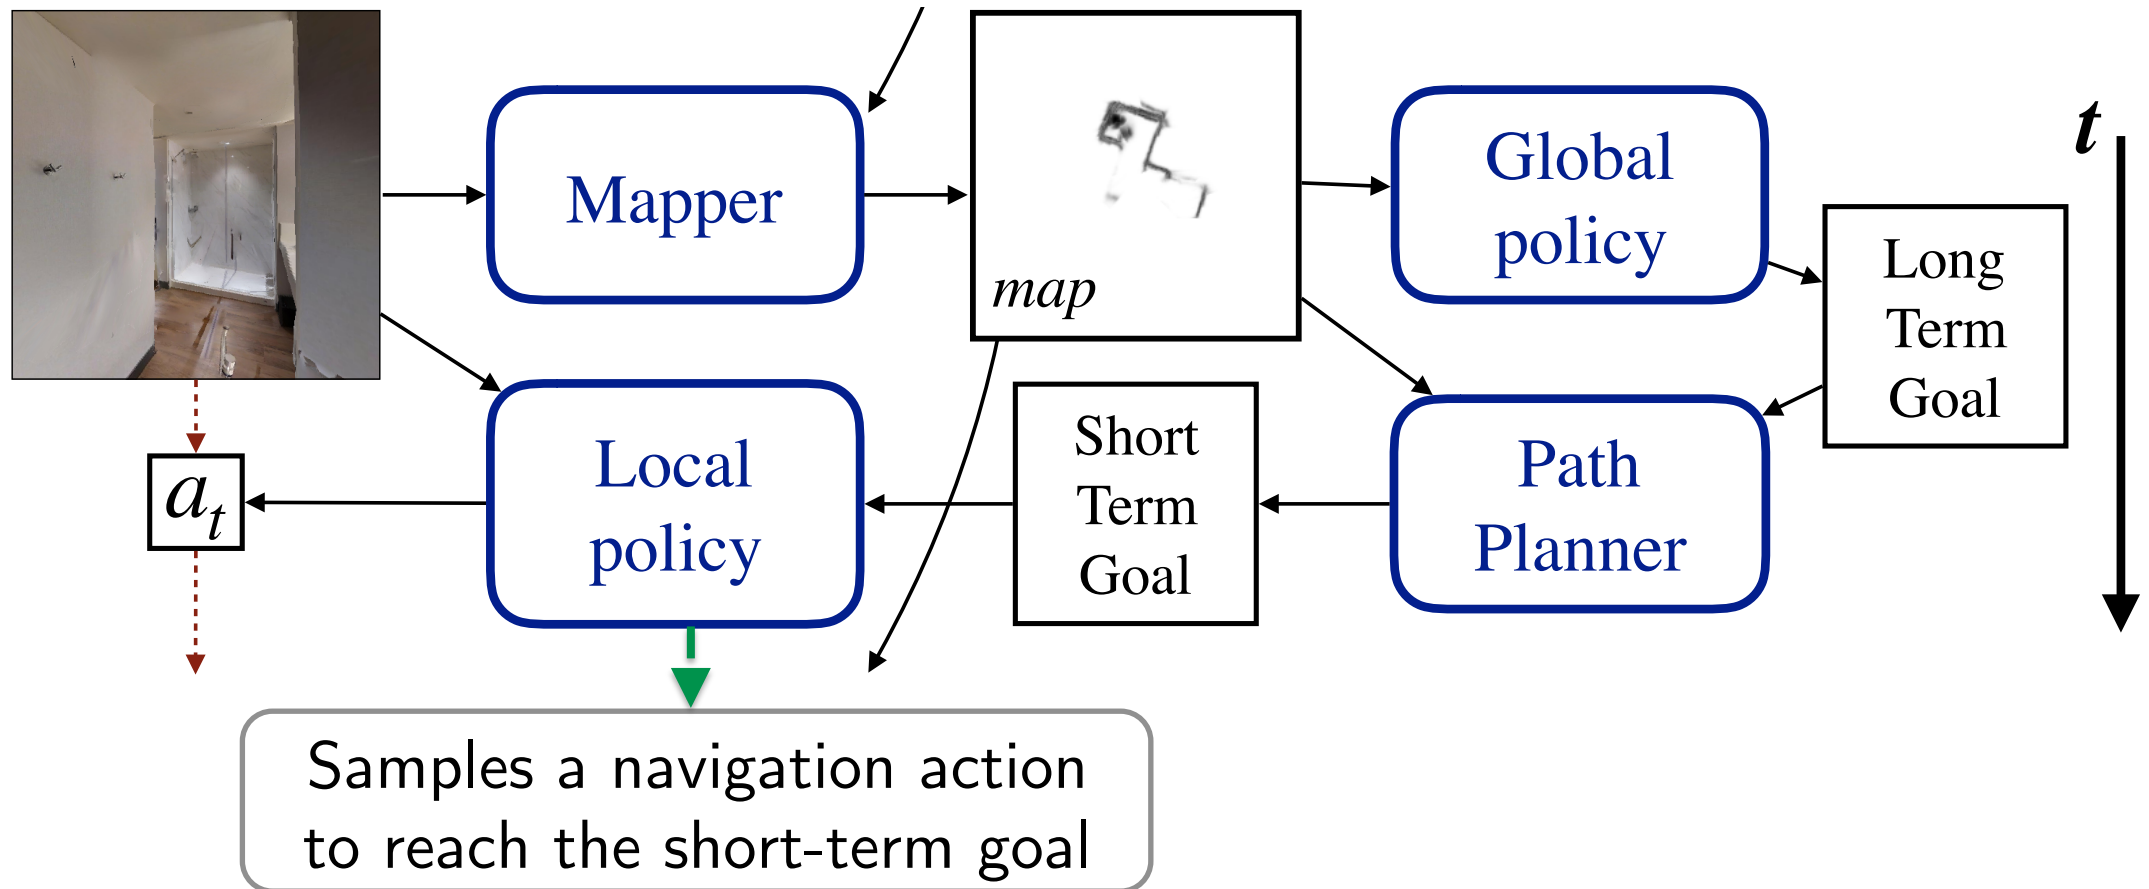 Mapper
map
Global
policy
t
Long
Term
Goal
a_t
Local
policy
Short
Term
Goal
Path
Planner
Samples a navigation action
to reach the short-term goal